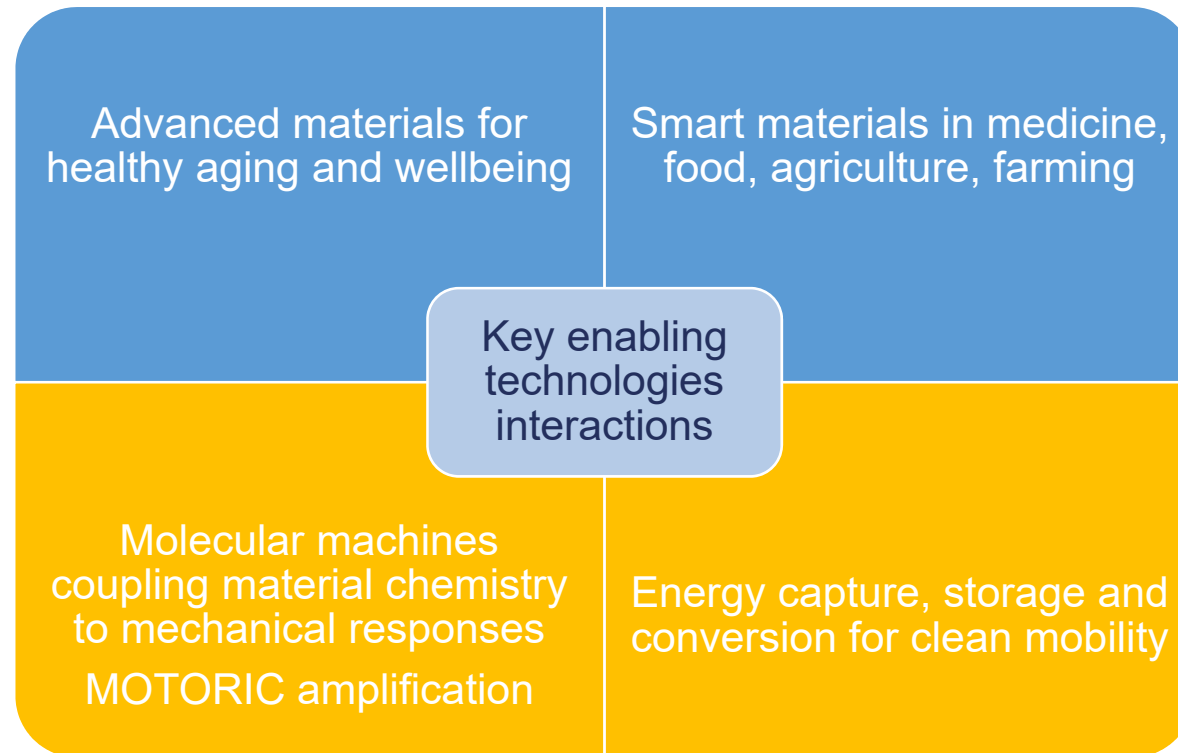 Advanced materials for
healthy aging and wellbeing
Smart materials in medicine,
food, agriculture, farming
Key enabling
technologies
interactions
Molecular machines
coupling material chemistry
to mechanical responses
MOTORIC amplification
Energy capture, storage and
conversion for clean mobility